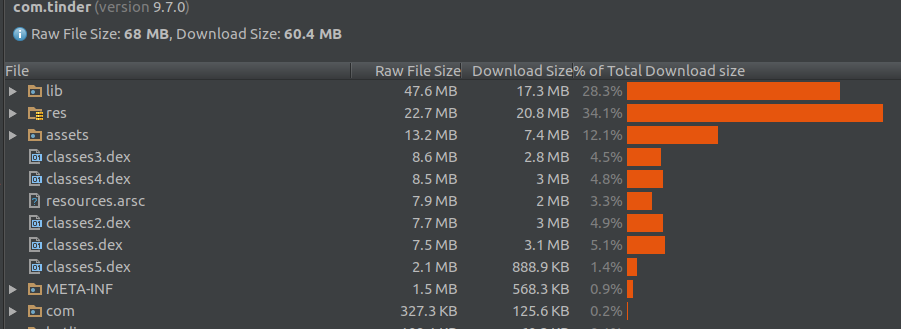 com.tinder (version 9.7.0)
Raw File Size: 68 MB, Download Size: 60.4 MB
File Raw File Size Download Size % of Total Download size
lib 47.6 MB 17.3 MB 28.3%
res 22.7 MB 20.8 MB 34.1%
assets 13.2 MB 7.4 MB 12.1%
classes3.dex 8.6 MB 2.8 MB 4.5%
classes4.dex 8.5 MB 3 MB 4.8%
resources.arsc 7.9 MB 2 MB 3.3%
classes2.dex 7.7 MB 3 MB 4.9%
classes.dex 7.5 MB 3.1 MB 5.1%
classes5.dex 2.1 MB 888.9 KB 1.4%
META-INF 1.5 MB 568.3 KB 0.9%
com 327.3 KB 125.6 KB 0.2%